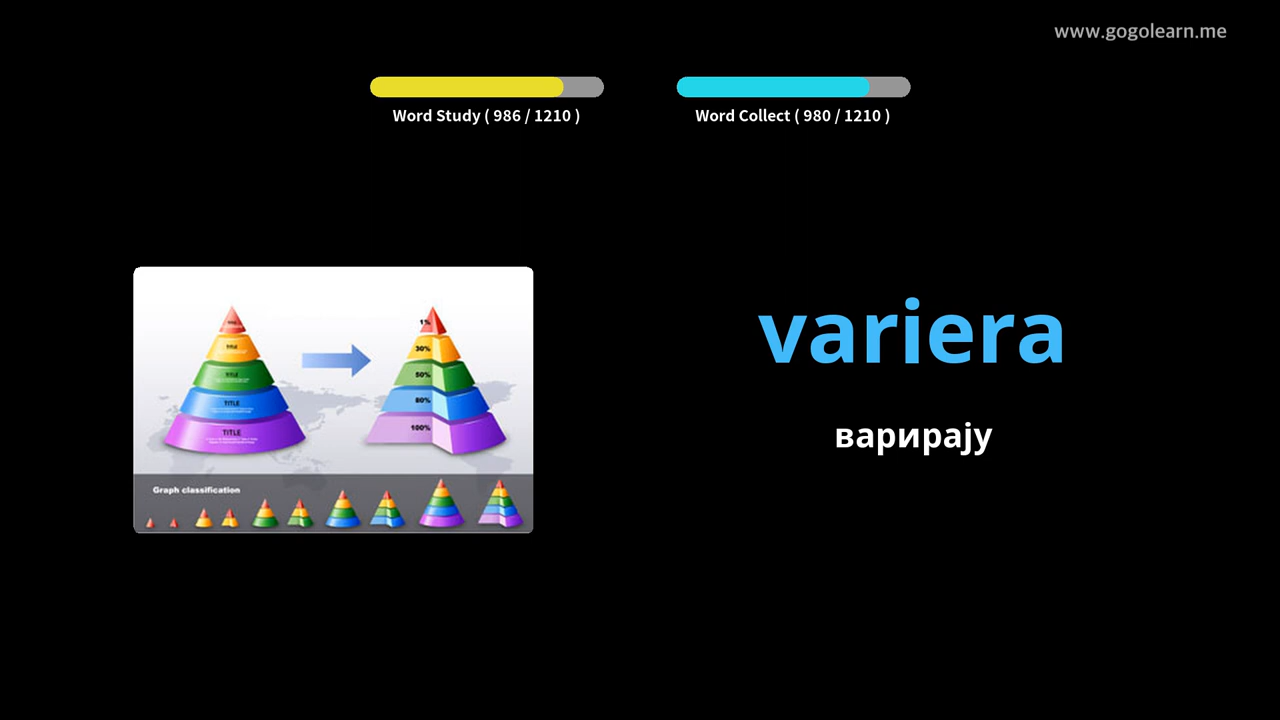 www.gogolearn.me
Word Study ( 986 / 1210 )
Word Collect ( 980 / 1210 )
variera
варирају
TITLE
TITLE
TITLE
TITLE
1%
30%
50%
80%
100%
Graph classification